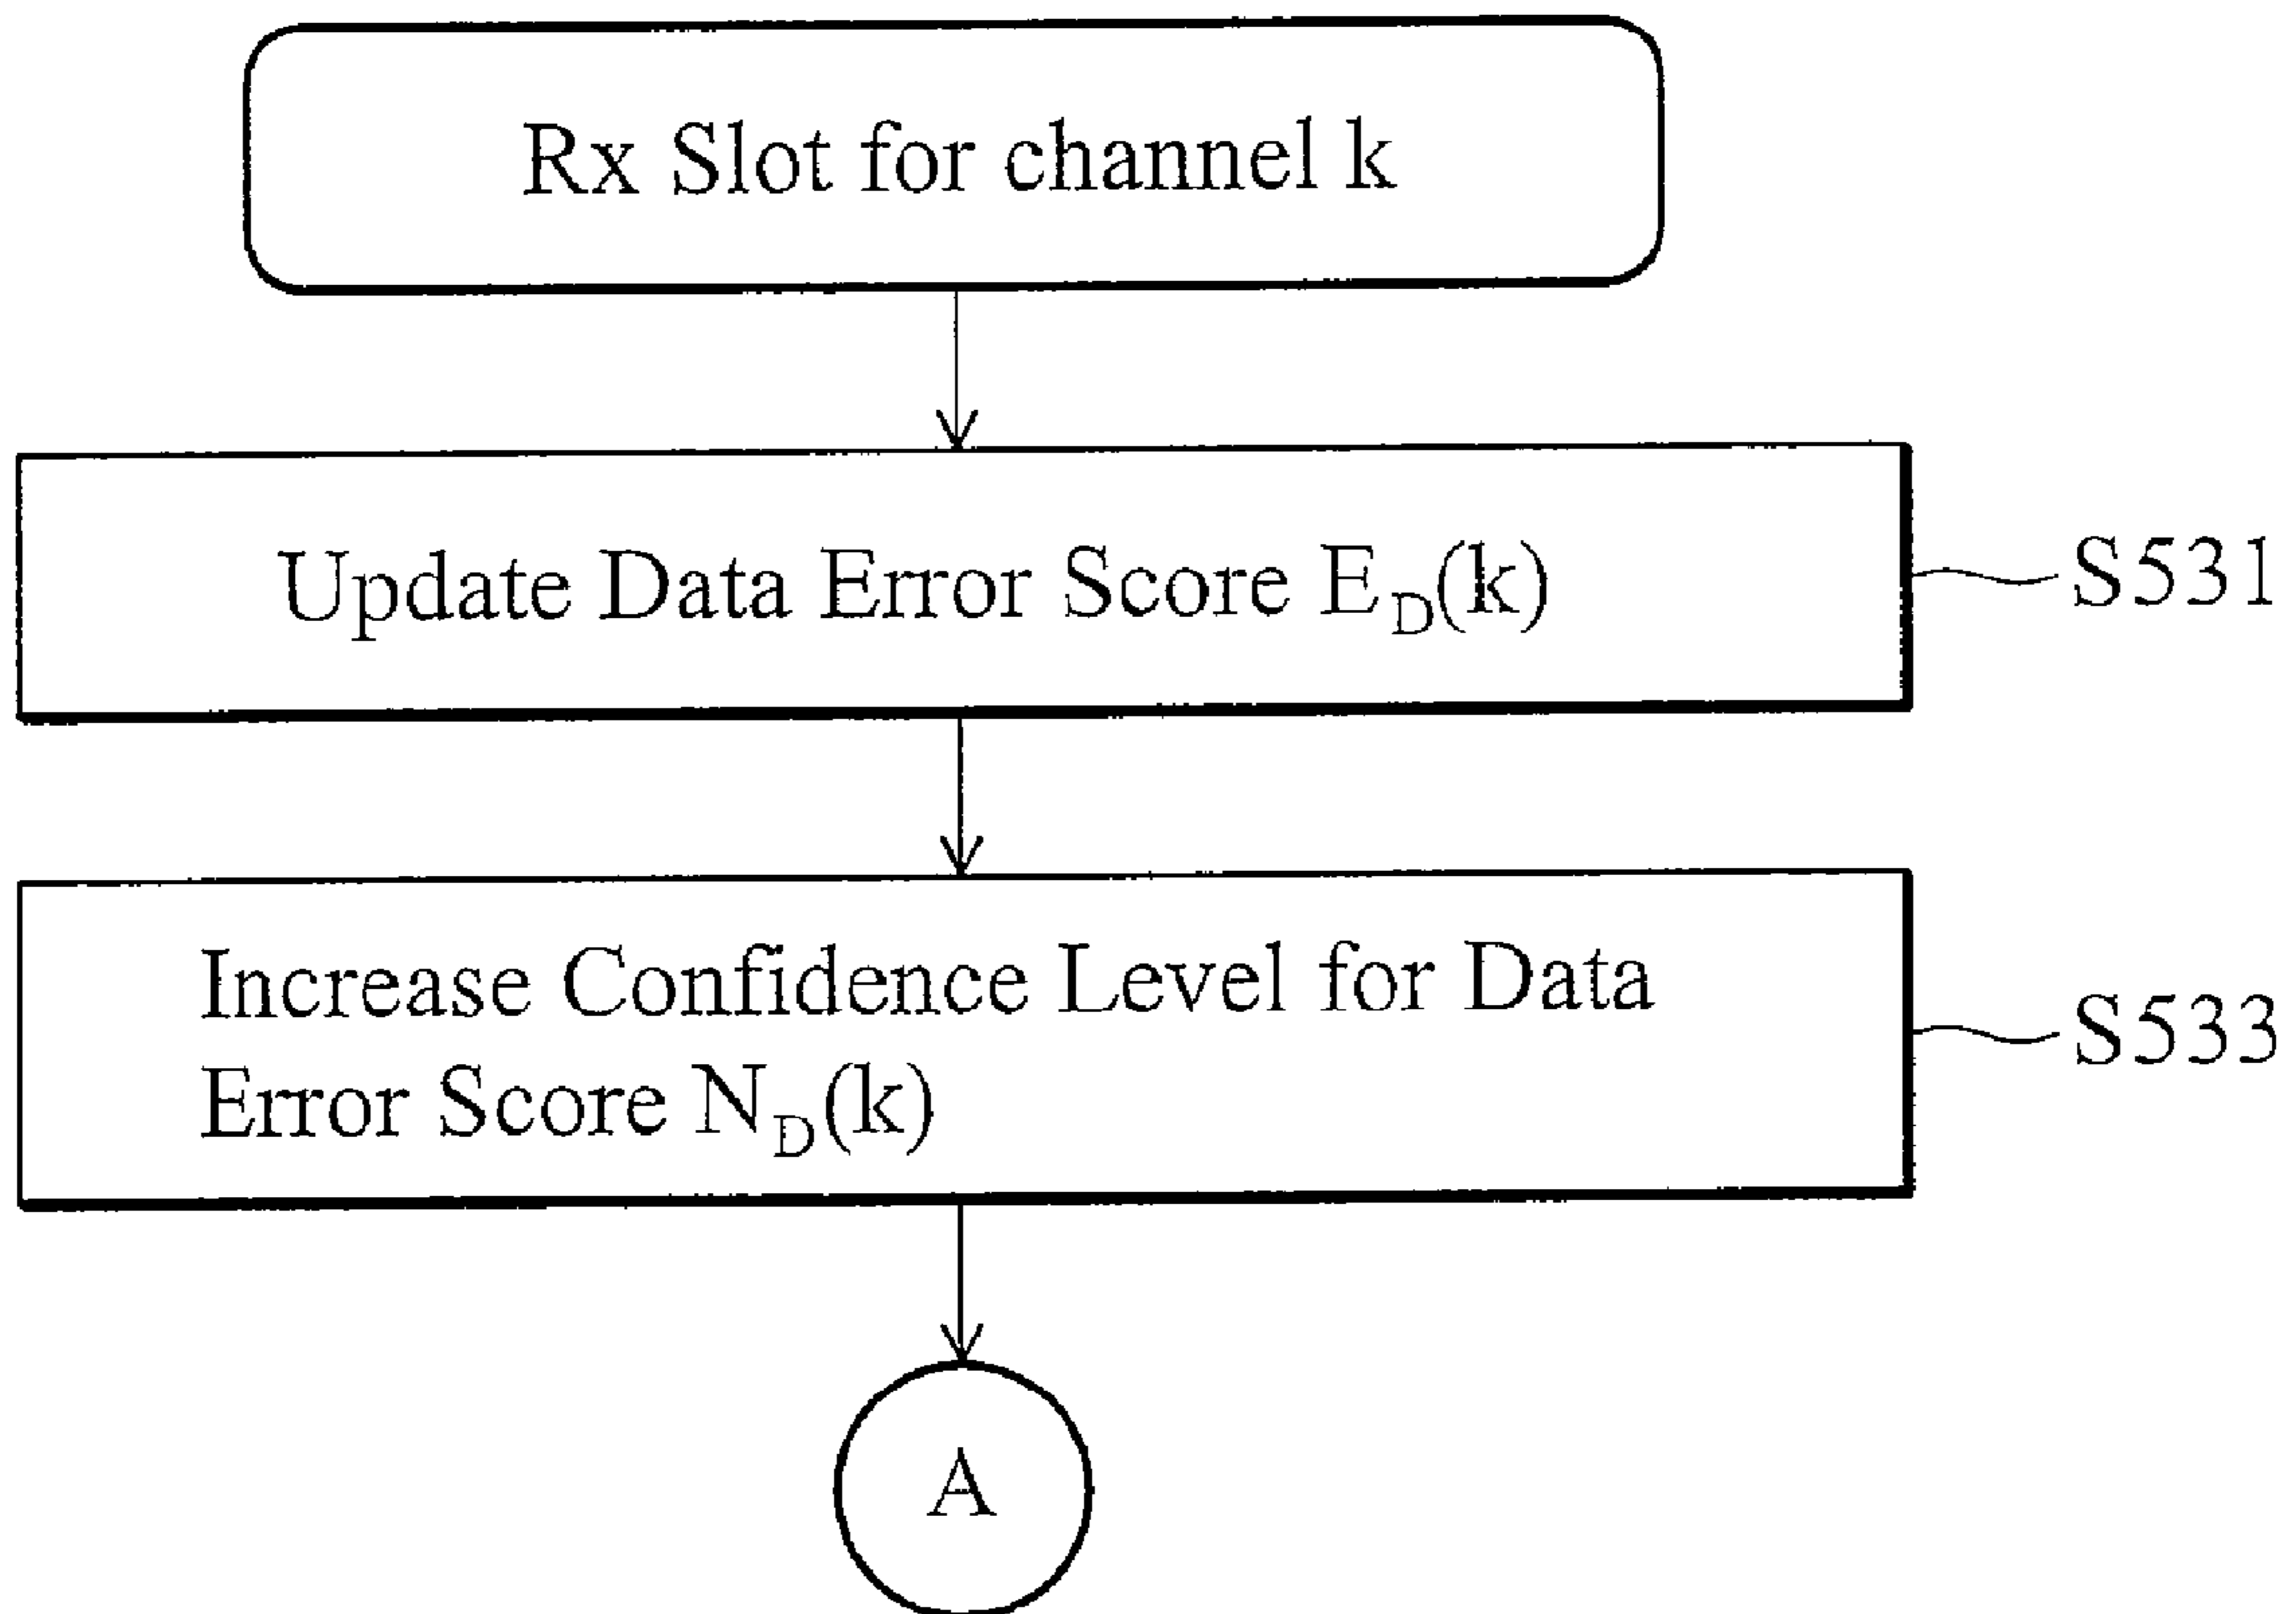 Rx Slot for channel k
Update Data Error Score E_D(k)
S531
Increase Confidence Level for Data
Error Score N_D(k)
S533
A